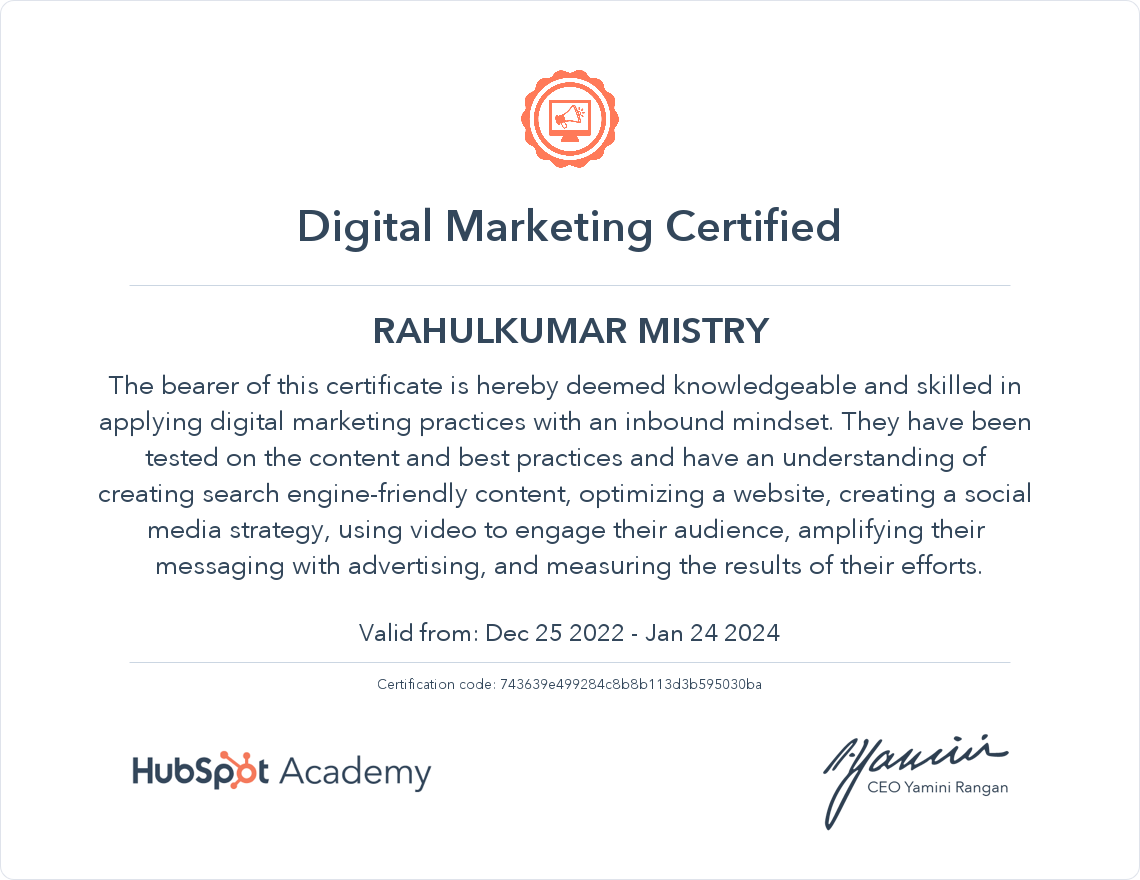 Digital Marketing Certified
RAHULKUMAR MISTRY
The bearer of this certificate is hereby deemed knowledgeable and skilled in
applying digital marketing practices with an inbound mindset. They have been
tested on the content and best practices and have an understanding of
creating search engine-friendly content, optimizing a website, creating a social
media strategy, using video to engage their audience, amplifying their
messaging with advertising, and measuring the results of their efforts.
Valid from: Dec 25 2022 - Jan 24 2024
Certification code: 743639e499284c8b8b113d3b595030ba
HubSpot Academy
Yamini
CEO Yamini Rangan